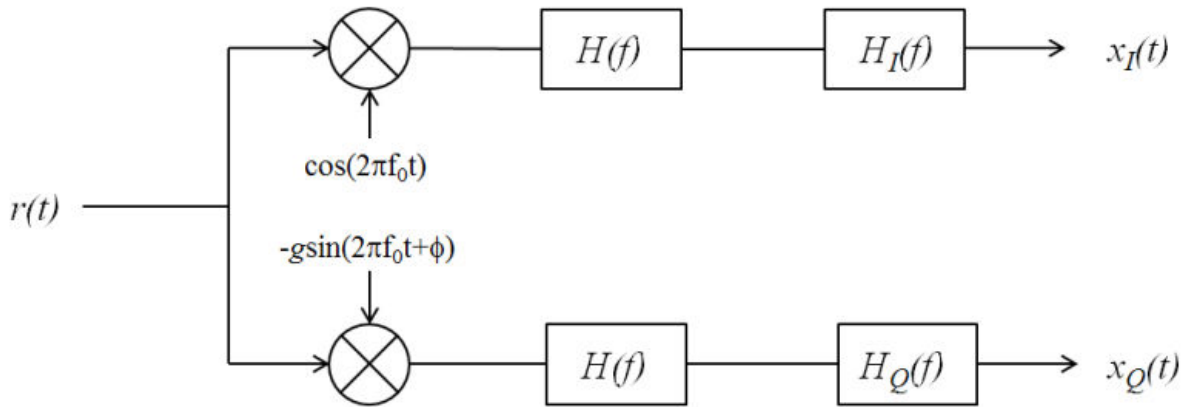 H(f) H_I(f) x_I(t)
cos(2πf₀t)
r(t)
-gsin(2πf₀t+ϕ)
H(f) H_Q(f) x_Q(t)